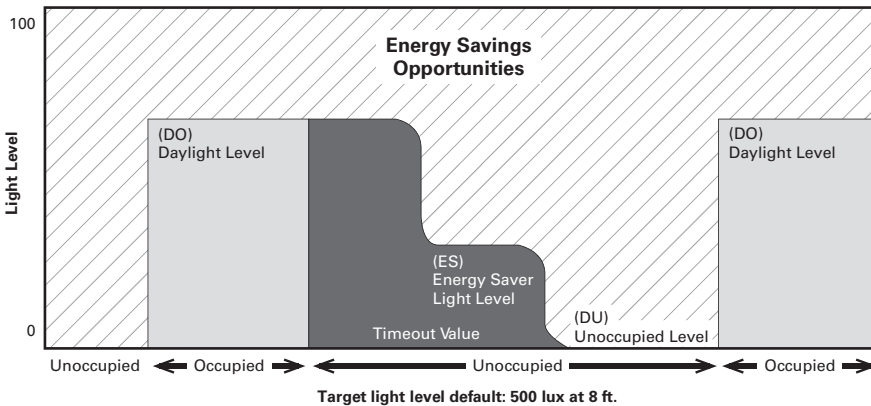 100
Energy Savings
Opportunities
(DO)
Daylight Level
(DO)
Daylight Level
Light Level
(ES)
Energy Saver
Light Level
(DU)
Unoccupied Level
Timeout Value
0
Unoccupied
Occupied
Unoccupied
Occupied
Target light level default: 500 lux at 8 ft.